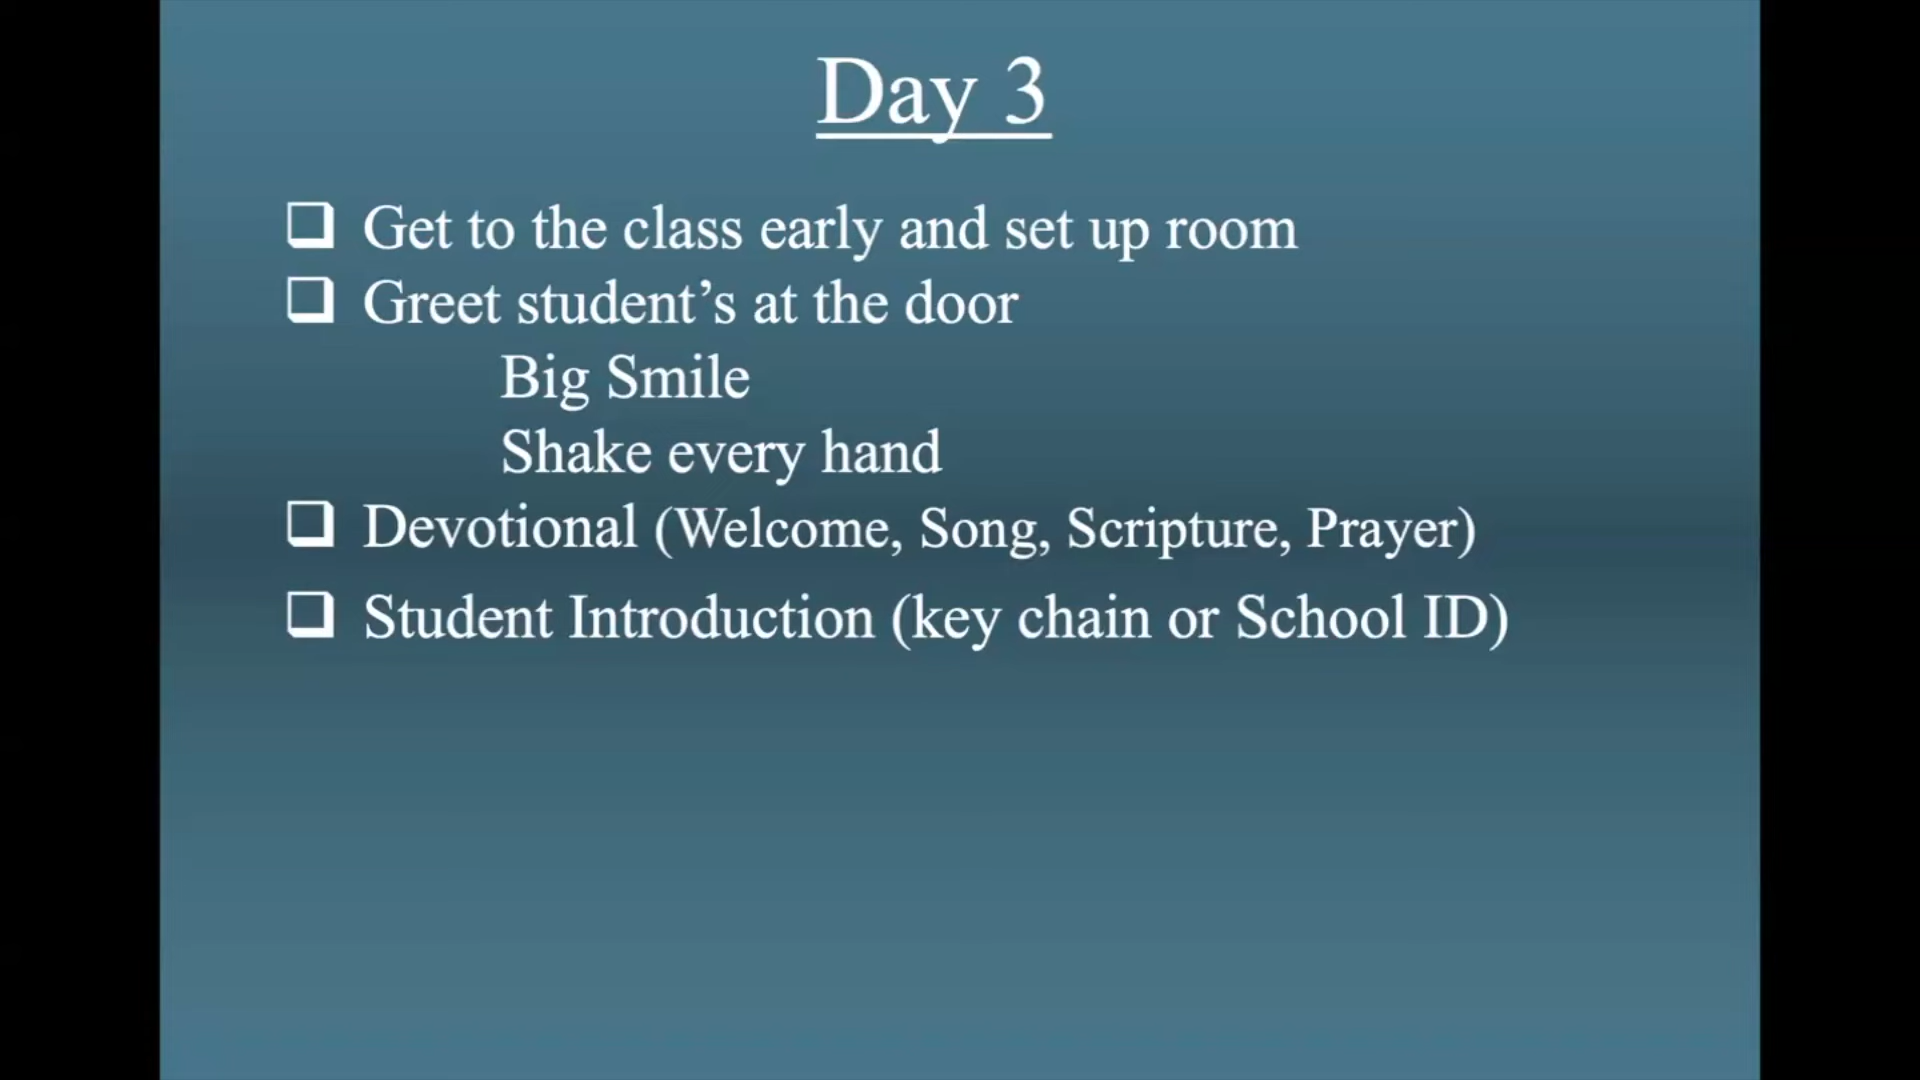 Day 3
Get to the class early and set up room
Greet student’s at the door
Big Smile
Shake every hand
Devotional (Welcome, Song, Scripture, Prayer)
Student Introduction (key chain or School ID)